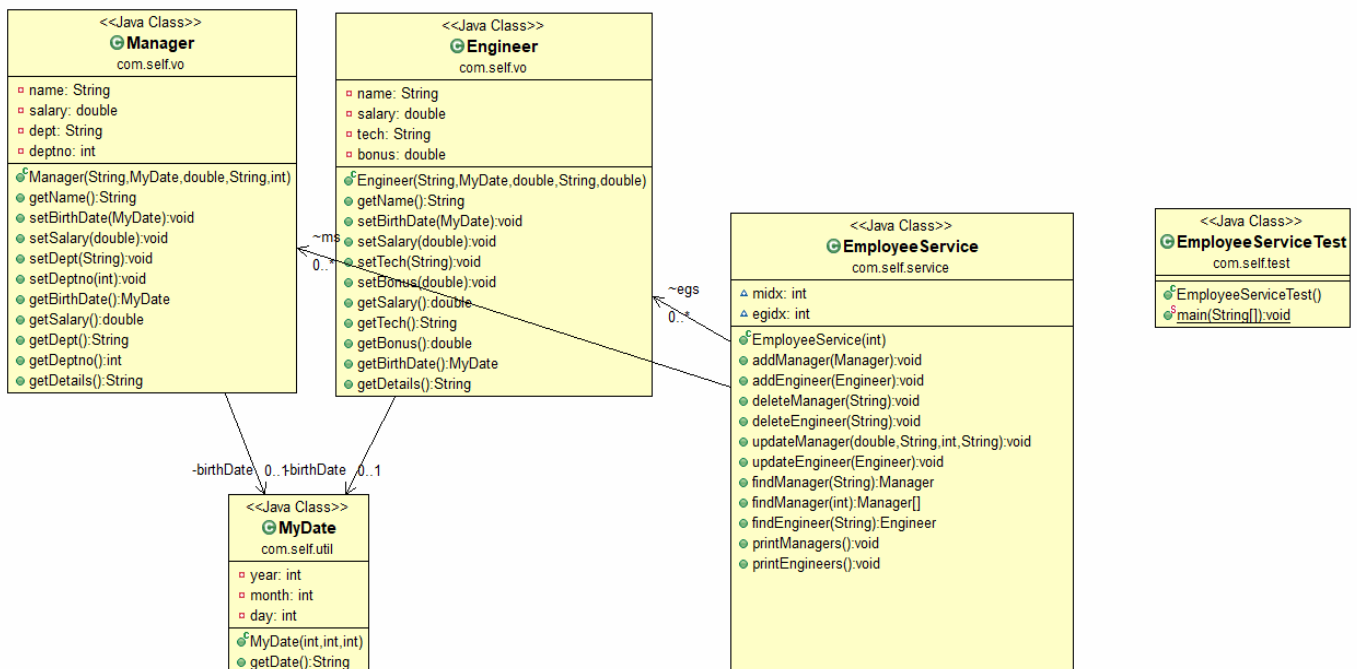 <<Java Class>>
Manager
com.self.vo
name: String
salary: double
dept: String
deptno: int
Manager(String,MyDate,double,String,int)
getName():String
setBirthDate(MyDate):void
setSalary(double):void
setDept(String):void
setDeptno(int):void
getBirthDate():MyDate
getSalary():double
getDept():String
getDeptno():int
getDetails():String
<<Java Class>>
Engineer
com.self.vo
name: String
salary: double
tech: String
bonus: double
Engineer(String,MyDate,double,String,double)
getName():String
setBirthDate(MyDate):void
setSalary(double):void
setTech(String):void
setBonus(double):void
getSalary():double
getTech():String
getBonus():double
getBirthDate():MyDate
getDetails():String
~ms
0..*
~egs
0..*
<<Java Class>>
EmployeeService
com.self.service
midx: int
egidx: int
EmployeeService(int)
addManager(Manager):void
addEngineer(Engineer):void
deleteManager(String):void
deleteEngineer(String):void
updateManager(double,String,int,String):void
updateEngineer(Engineer):void
findManager(String):Manager
findManager(int):Manager[]
findEngineer(String):Engineer
printManagers():void
printEngineers():void
<<Java Class>>
EmployeeServiceTest
com.self.test
EmployeeServiceTest()
main(String[]):void
-birthDate 0..1
-birthDate 0..1
<<Java Class>>
MyDate
com.self.util
year: int
month: int
day: int
MyDate(int,int,int)
getDate():String